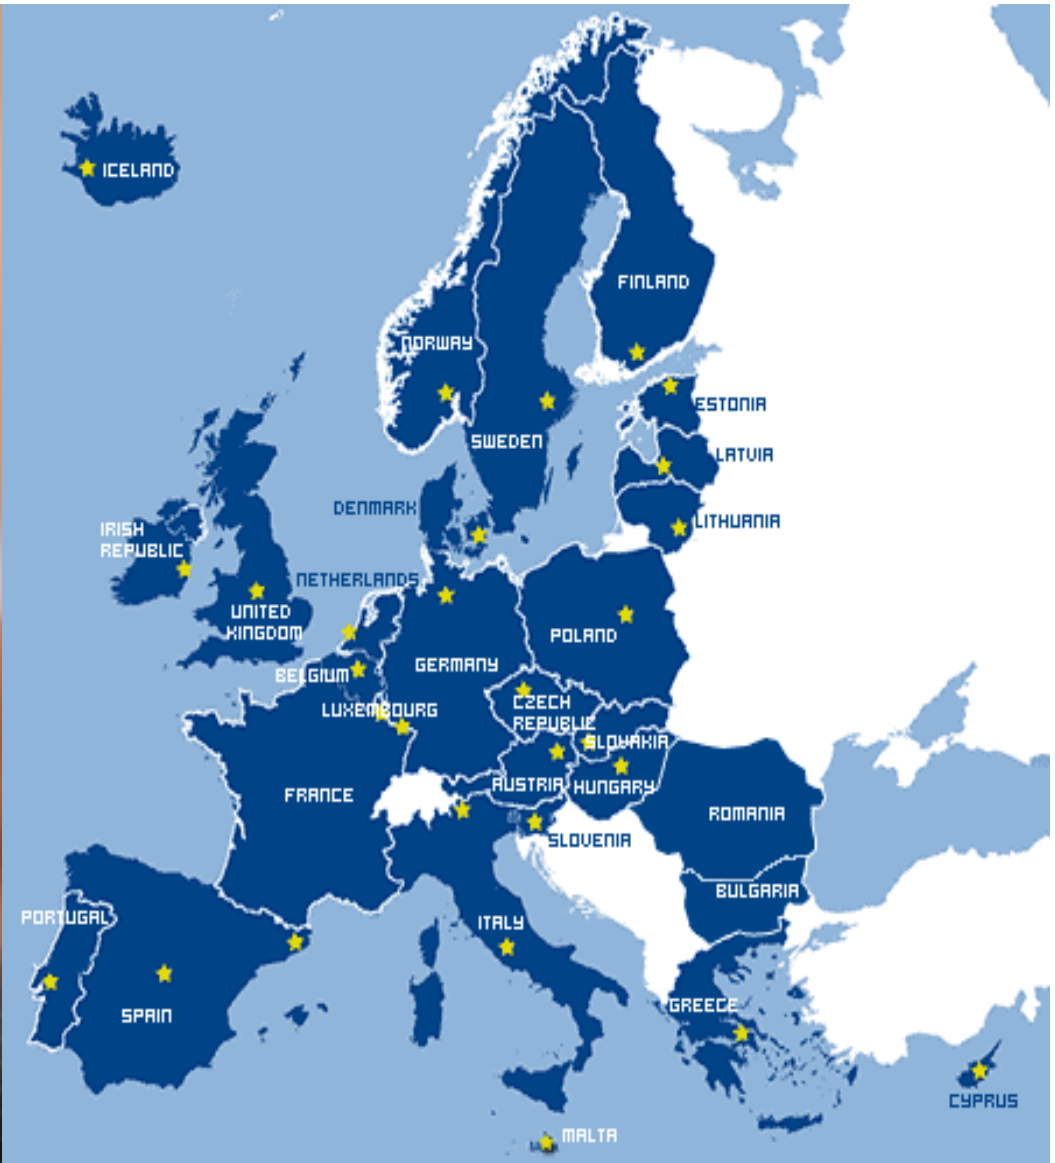 ICELAND
FINLAND
NORWAY
ESTONIA
SWEDEN
LATVIA
DENMARK
LITHUANIA
IRISH
REPUBLIC
NETHERLANDS
UNITED
KINGDOM
POLAND
GERMANY
BELGIUM
CZECH
REPUBLIC
LUXEMBOURG
SLOVAKIA
AUSTRIA
HUNGARY
FRANCE
ROMANIA
SLOVENIA
BULGARIA
PORTUGAL
ITALY
GREECE
SPAIN
CYPRUS
MALTA